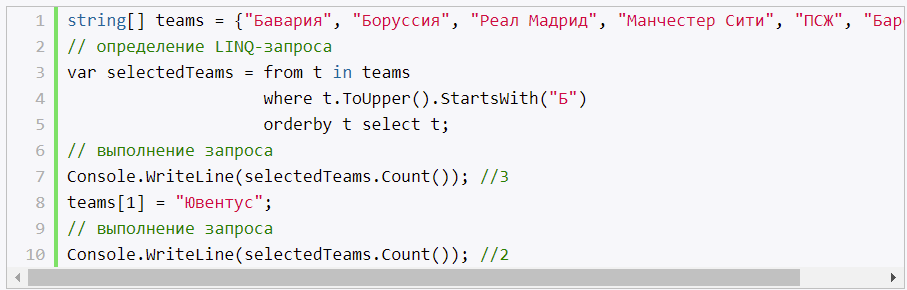 1 string[] teams = {"Бавария", "Боруссия", "Реал Мадрид", "Манчестер Сити", "ПСЖ", "Бар
2 // определение LINQ-запроса
3 var selectedTeams = from t in teams
4 where t.ToUpper().StartsWith("Б")
5 orderby t select t;
6 // выполнение запроса
7 Console.WriteLine(selectedTeams.Count()); //3
8 teams[1] = "Ювентус";
9 // выполнение запроса
10 Console.WriteLine(selectedTeams.Count()); //2